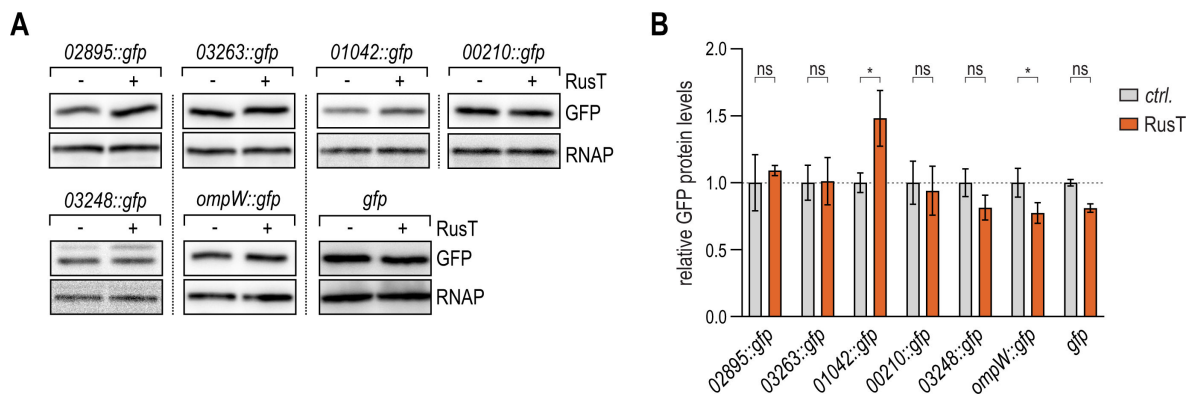 A
02895::gfp 03263::gfp 01042::gfp 00210::gfp
- + - + - + - + RusT
GFP
RNAP
03248::gfp ompW::gfp gfp
- + - + - + RusT
GFP
RNAP
B
relative GFP protein levels
2.0
1.5
1.0
0.5
0.0
ns ns * ns ns * ns
ctrl.
RusT
02895::gfp 03263::gfp 01042::gfp 00210::gfp 03248::gfp ompW::gfp gfp